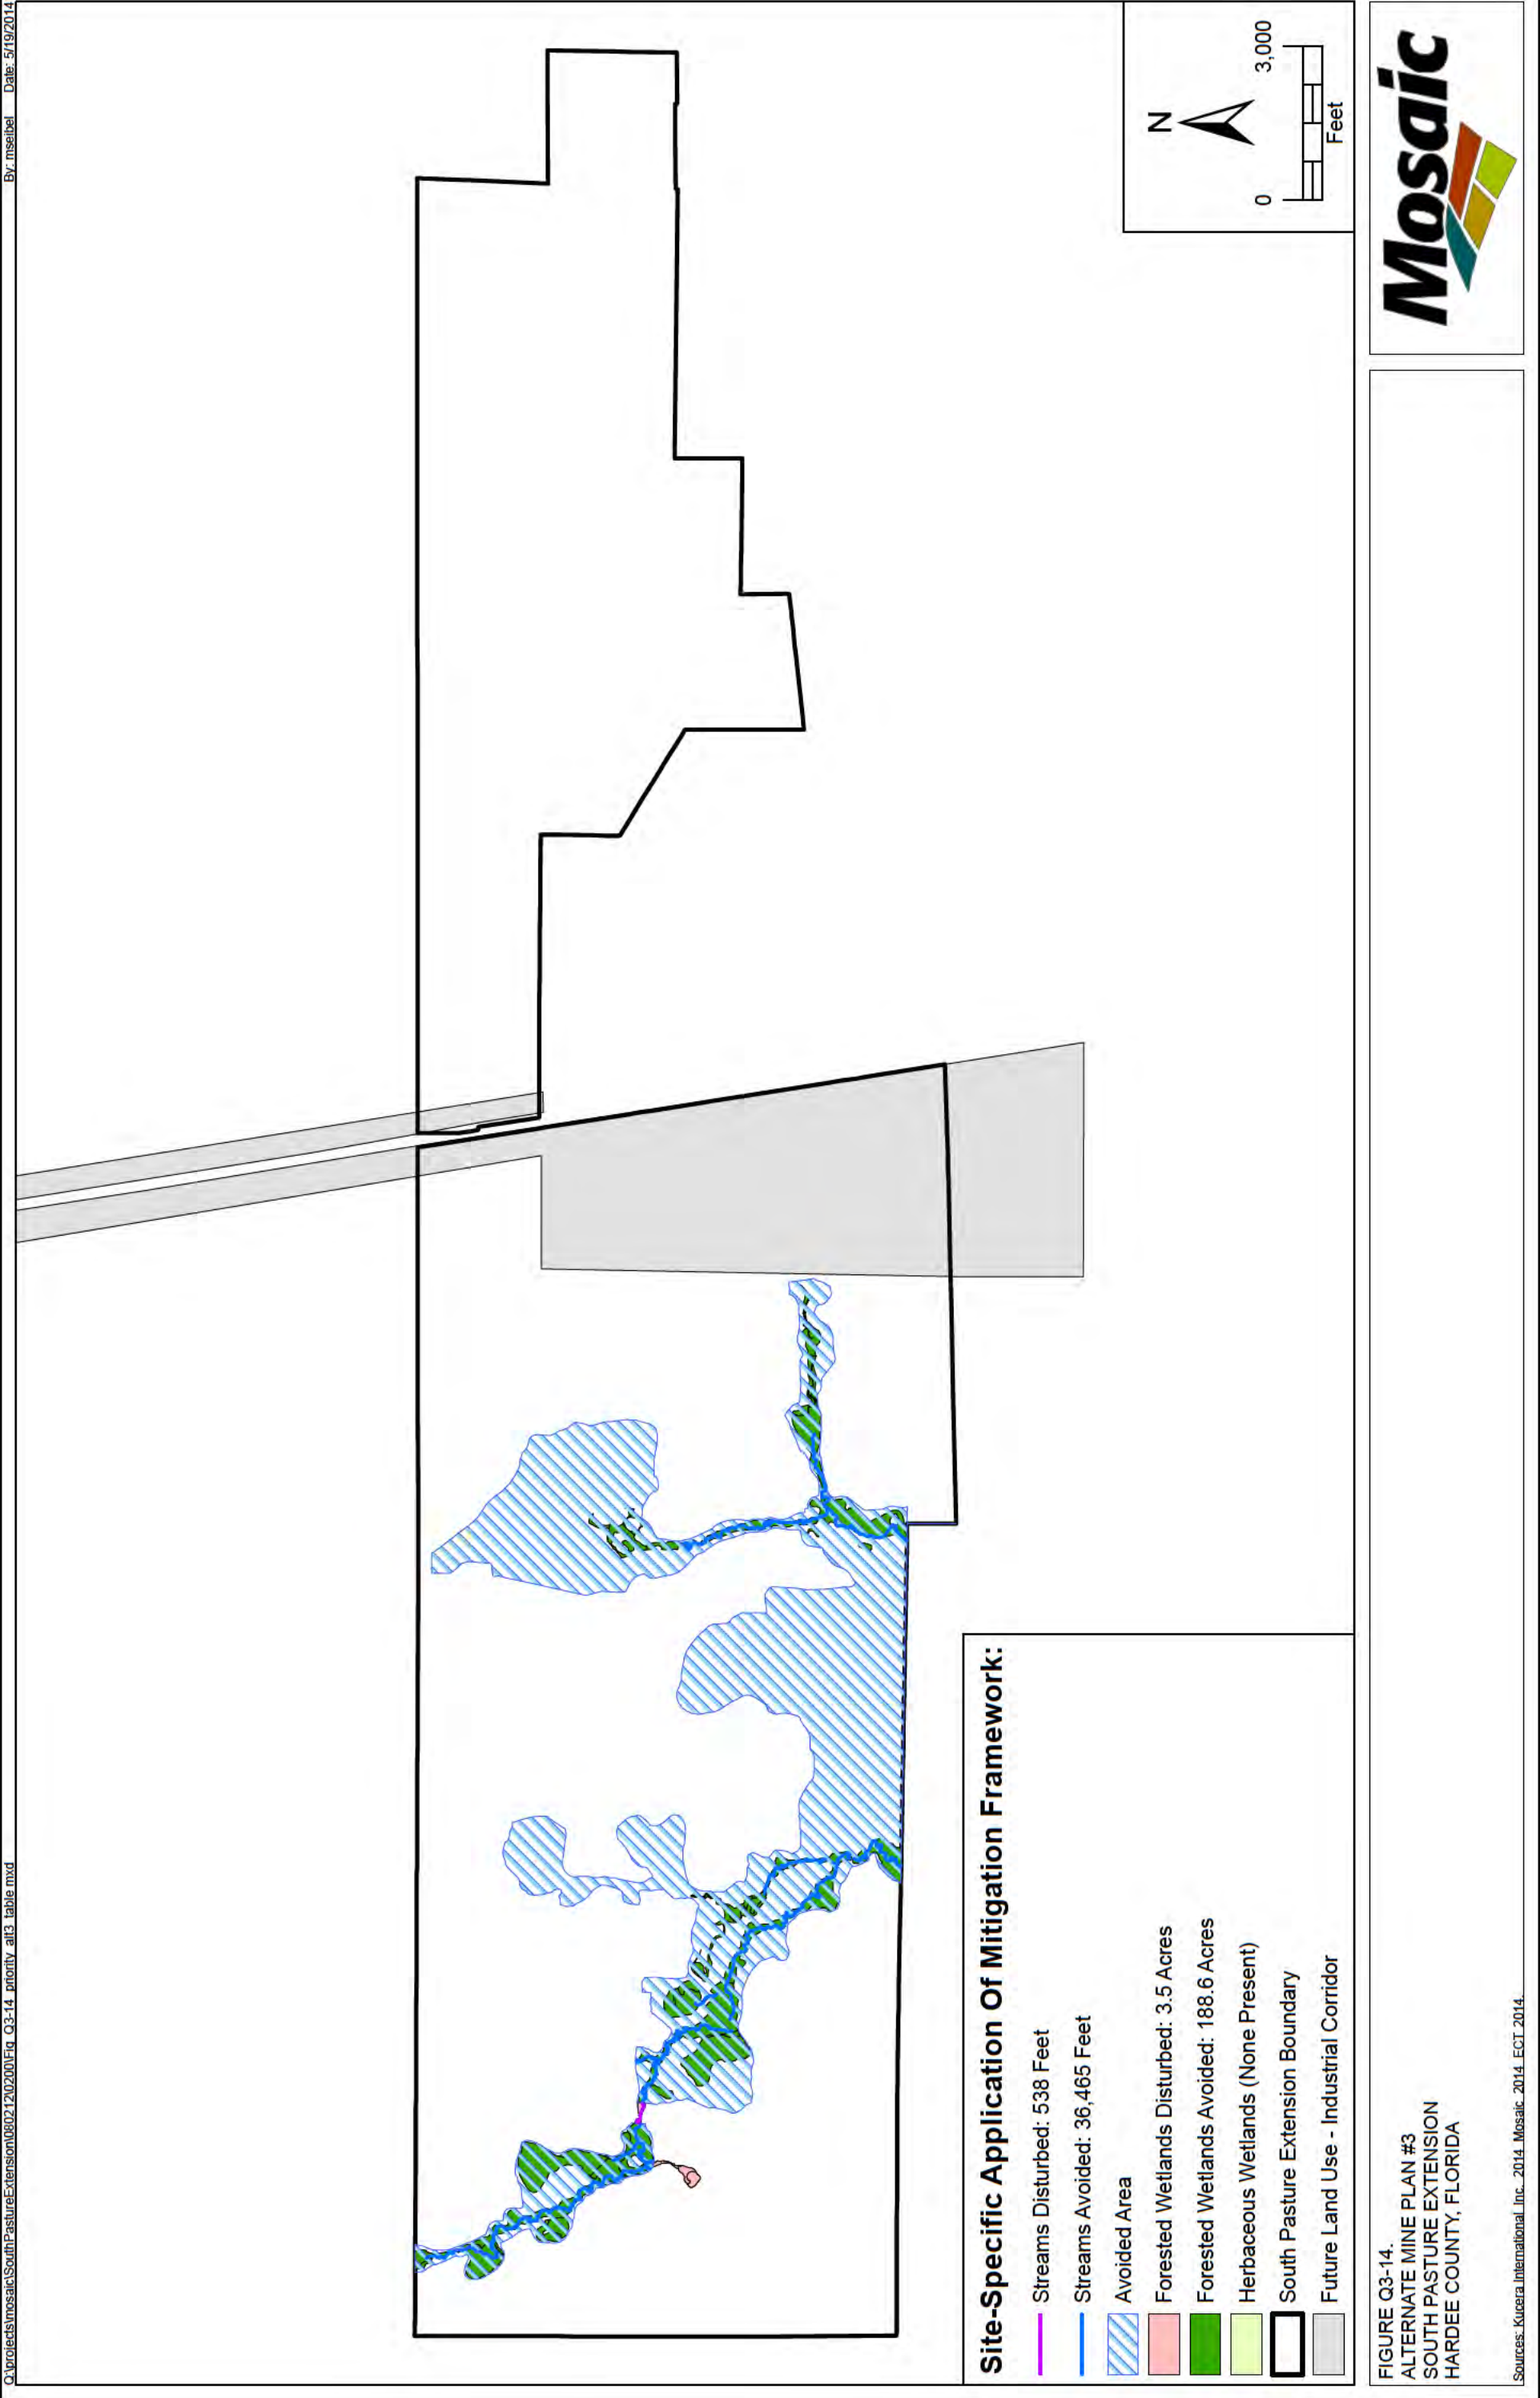 Q:\projects\mosaic\SouthPastureExtension\080212\0200\Fig_Q3-14_priority_alt3_table.mxd
By: mseibel Date: 5/19/2014
N
0 3,000
Feet
Site-Specific Application Of Mitigation Framework:
Streams Disturbed: 538 Feet
Streams Avoided: 36,465 Feet
Avoided Area
Forested Wetlands Disturbed: 3.5 Acres
Forested Wetlands Avoided: 188.6 Acres
Herbaceous Wetlands (None Present)
South Pasture Extension Boundary
Future Land Use - Industrial Corridor
FIGURE Q3-14.
ALTERNATE MINE PLAN #3
SOUTH PASTURE EXTENSION
HARDEE COUNTY, FLORIDA
Sources: Kucera International, Inc. 2014, Mosaic, 2014, ECT 2014.
Mosaic